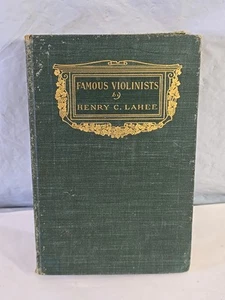 FAMOUS VIOLINISTS
by
HENRY C. LAHEE